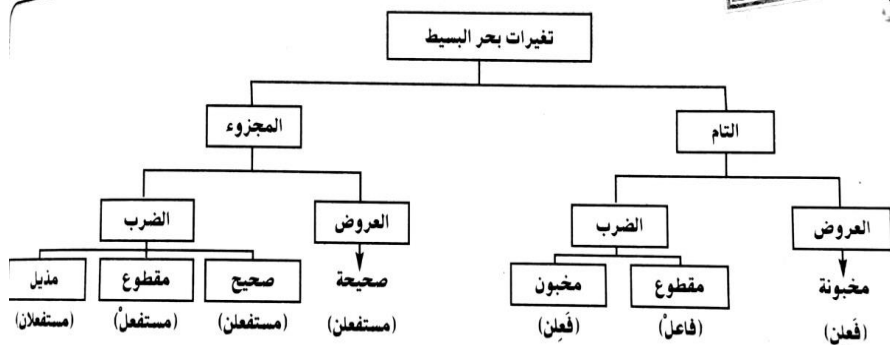 تغيرات بحر البسيط
التام
المجزوء
العروض
الضرب
العروض
الضرب
مخبونة
مقطوع
مخبون
صحيحة
صحيح
مقطوع
مذيل
(فَعلن)
(فاعلْ)
(فَعِلن)
(مستفعلن)
(مستفعلن)
(مستفعلْ)
(مستفعلان)